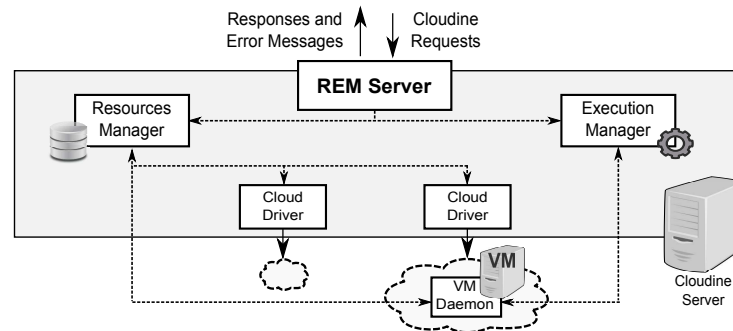 Responses and
Error Messages
Cloudine
Requests
REM Server
Resources
Manager
Execution
Manager
Cloud
Driver
Cloud
Driver
VM
VM
Daemon
Cloudine
Server